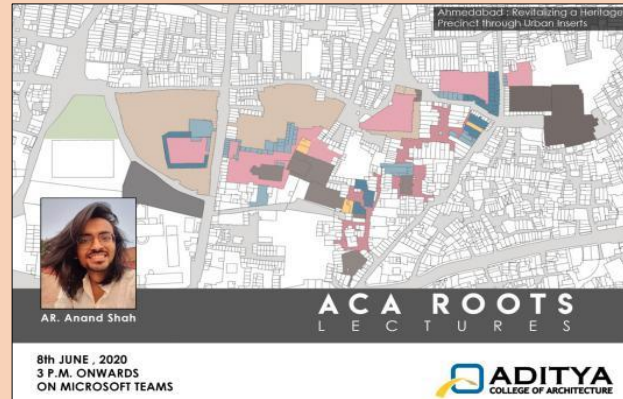 Ahmedabad : Revitalizing a Heritage
Precinct through Urban Inserts
AR. Anand Shah
ACA ROOTS
LECTURES
8th JUNE , 2020
3 P.M. ONWARDS
ON MICROSOFT TEAMS
ADITYA
COLLEGE OF ARCHITECTURE